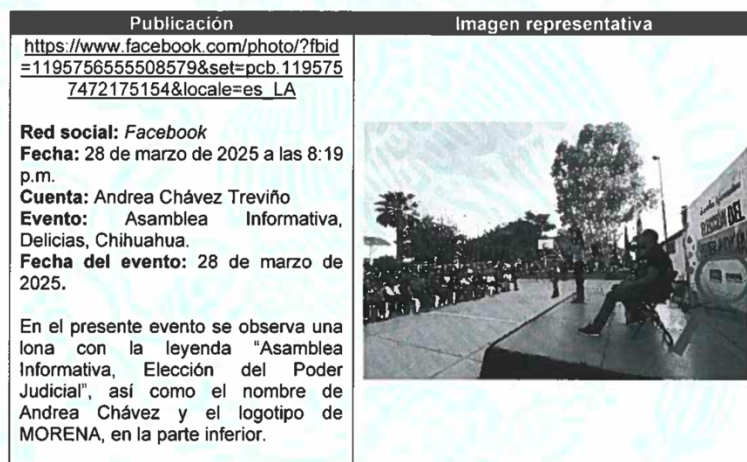 Publicación
Imagen representativa
https://www.facebook.com/photo/?fbid
=1195756555508579&set=pcb.119575
7472175154&locale=es_LA
Red social: Facebook
Fecha: 28 de marzo de 2025 a las 8:19
p.m.
Cuenta: Andrea Chávez Treviño
Evento: Asamblea Informativa,
Delicias, Chihuahua.
Fecha del evento: 28 de marzo de
2025.
En el presente evento se observa una
lona con la leyenda “Asamblea
Informativa, Elección del Poder
Judicial”, así como el nombre de
Andrea Chávez y el logotipo de
MORENA, en la parte inferior.
ELECCIÓN DEL